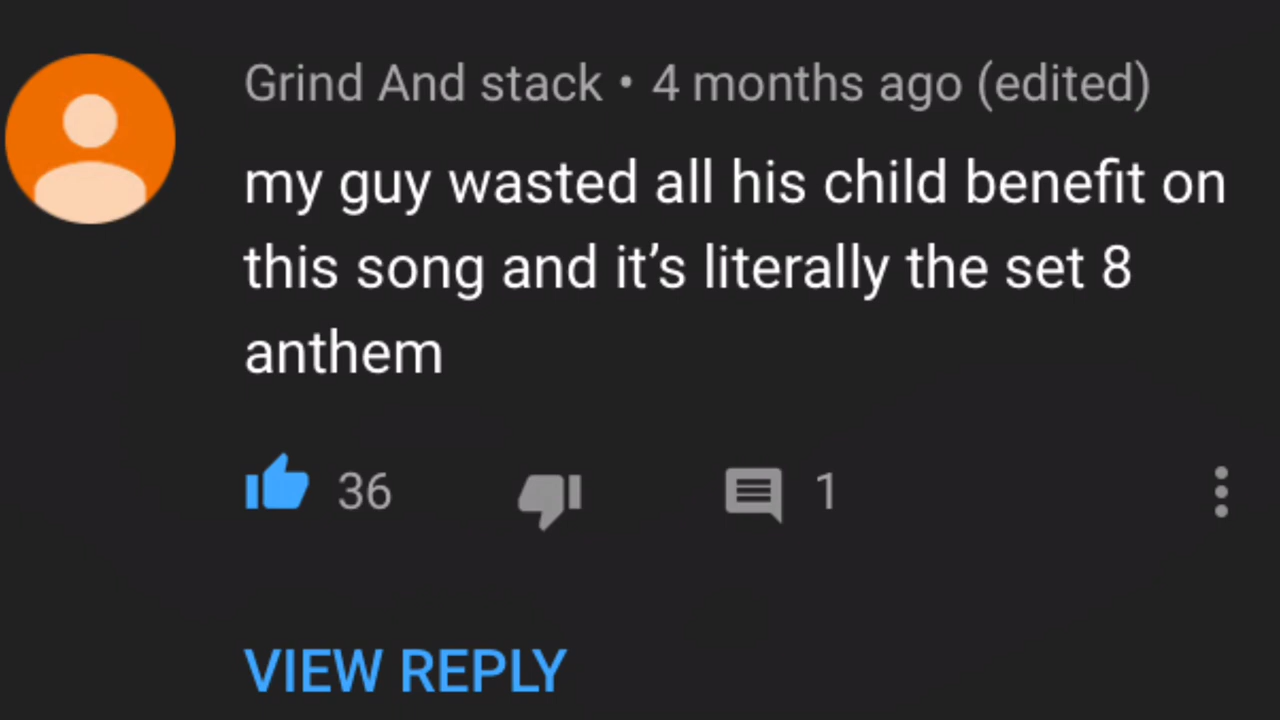 Grind And stack • 4 months ago (edited)
my guy wasted all his child benefit on
this song and it’s literally the set 8
anthem
36 1
VIEW REPLY